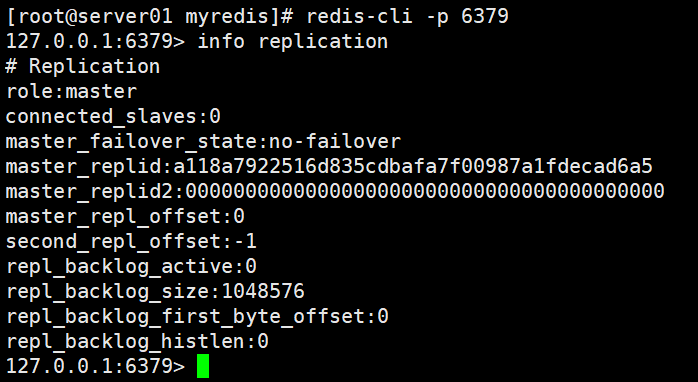 [root@server01 myredis]# redis-cli -p 6379
127.0.0.1:6379> info replication
# Replication
role:master
connected_slaves:0
master_failover_state:no-failover
master_replid:a118a7922516d835cdbafa7f00987a1fdecad6a5
master_replid2:0000000000000000000000000000000000000000
master_repl_offset:0
second_repl_offset:-1
repl_backlog_active:0
repl_backlog_size:1048576
repl_backlog_first_byte_offset:0
repl_backlog_histlen:0
127.0.0.1:6379>